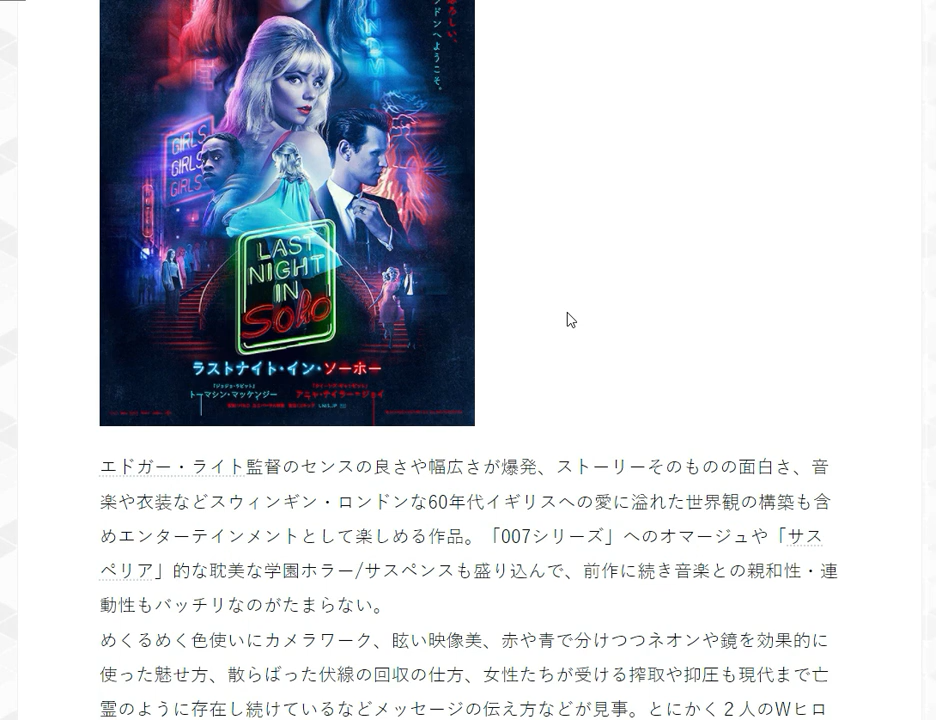 ドンへようこそ。
GIRLS
GIRLS
GIRLS
LAST
NIGHT
IN
Soho
ラストナイト・イン・ソーホー
トーマシン・マッケンジー アニャ・テイラー=ジョイ
エドガー・ライト監督のセンスの良さや幅広さが爆発、ストーリーそのものの面白さ、音
楽や衣装などスウィンギン・ロンドンな60年代イギリスへの愛に溢れた世界観の構築も含
めエンターテインメントとして楽しめる作品。「007シリーズ」へのオマージュや「サス
ペリア」的な耽美な学園ホラー/サスペンスも盛り込んで、前作に続き音楽との親和性・連
動性もバッチリなのがたまらない。
めくるめく色使いにカメラワーク、眩い映像美、赤や青で分けつつネオンや鏡を効果的に
使った魅せ方、散らばった伏線の回収の仕方、女性たちが受ける搾取や抑圧も現代まで亡
霊のように存在し続けているなどメッセージの伝え方などが見事。とにかく２人のWヒロ